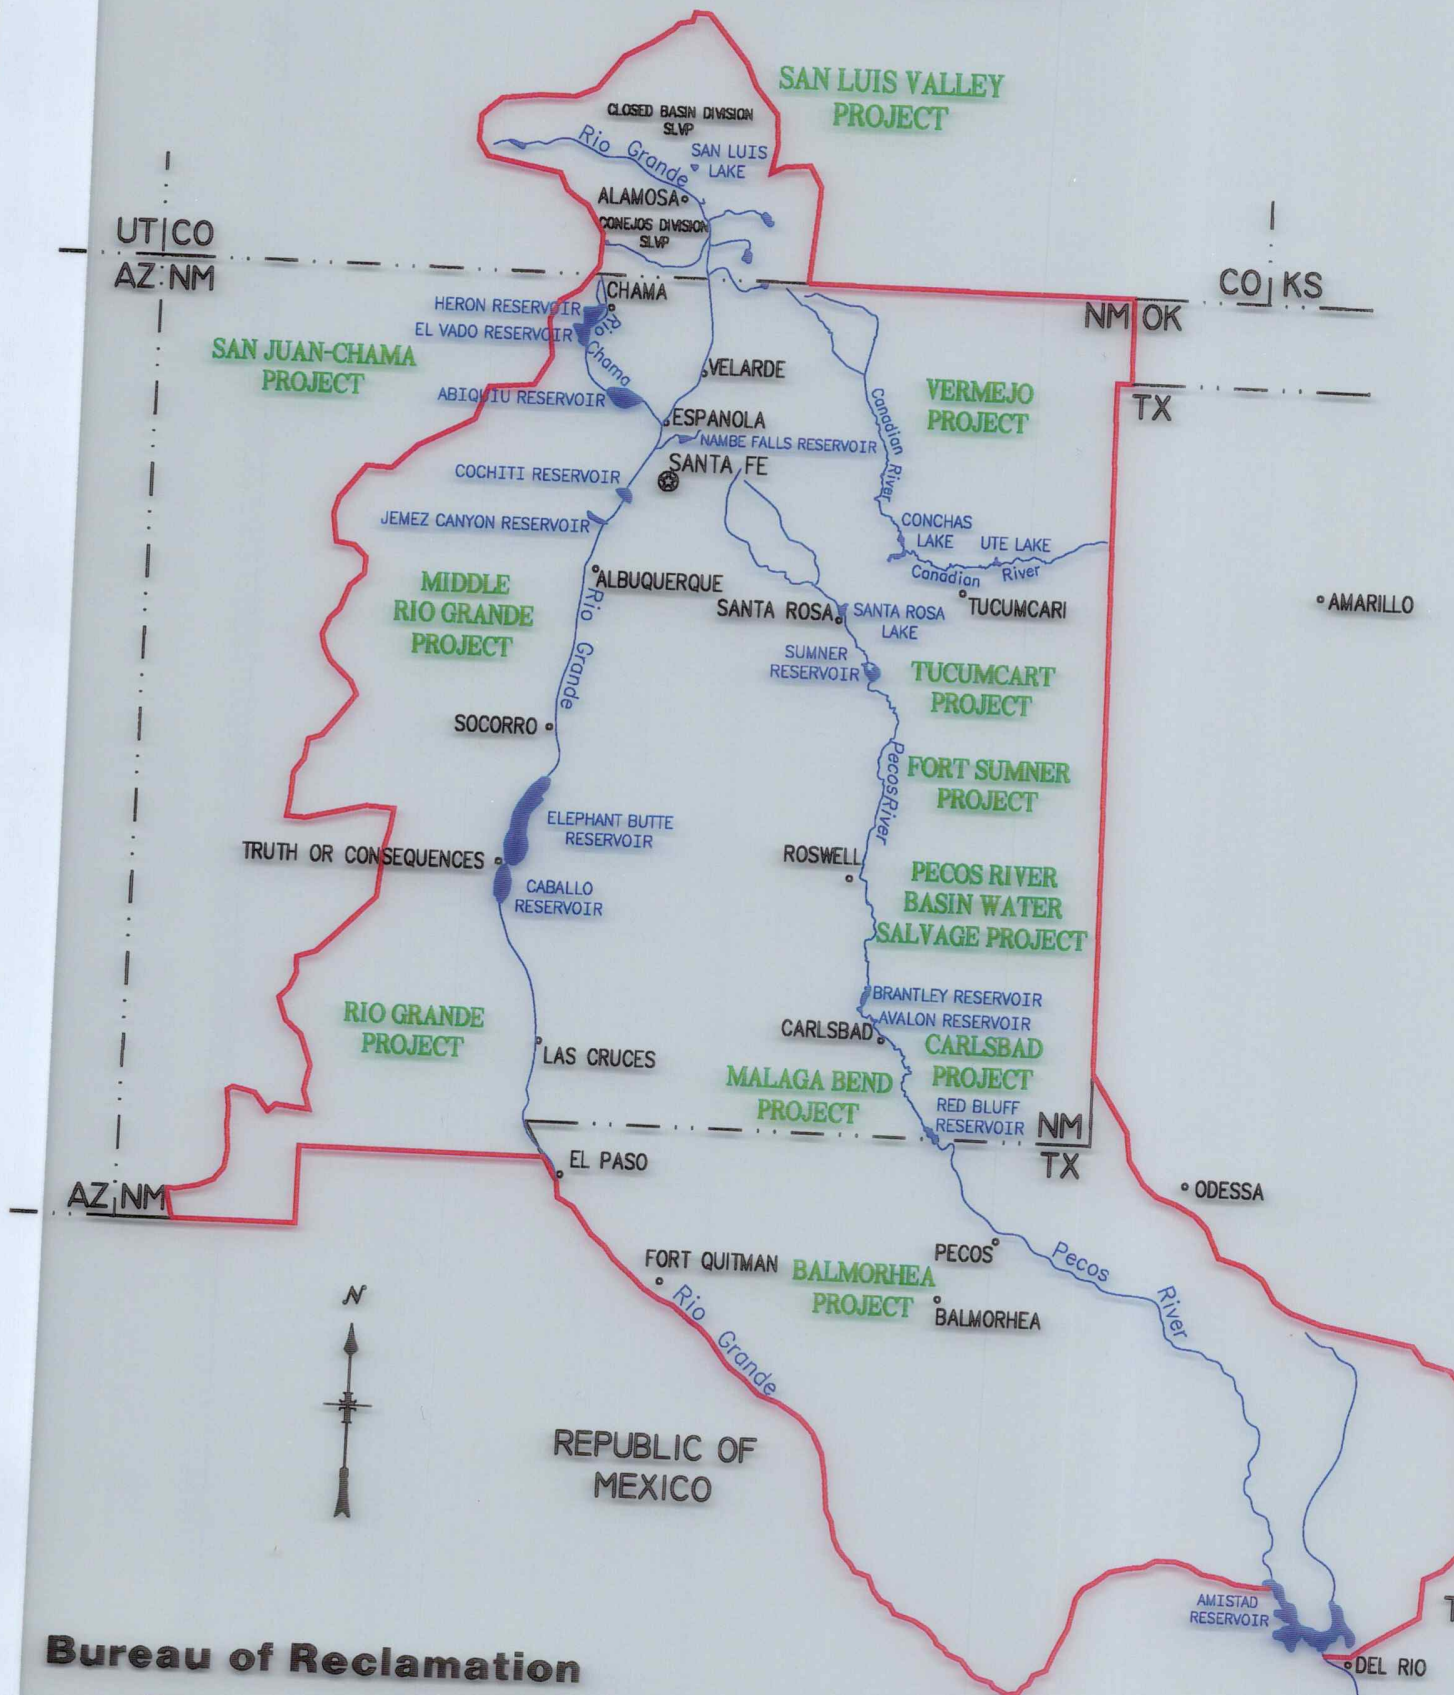 SAN LUIS VALLEY
PROJECT
CLOSED BASIN DIVISION
SLVP
Rio Grande
SAN LUIS
LAKE
ALAMOSA
CONEJOS DIVISION
SLVP
UT CO
AZ NM
CO KS
NM OK
TX
CHAMA
HERON RESERVOIR
EL VADO RESERVOIR
Rio Chama
SAN JUAN-CHAMA
PROJECT
ABIQUIU RESERVOIR
VELARDE
VERMEJO
PROJECT
Canadian River
ESPANOLA
NAMBE FALLS RESERVOIR
SANTA FE
COCHITI RESERVOIR
JEMEZ CANYON RESERVOIR
CONCHAS
LAKE
UTE LAKE
Canadian River
ALBUQUERQUE
MIDDLE
RIO GRANDE
PROJECT
Rio Grande
SANTA ROSA
SANTA ROSA
LAKE
TUCUMCARI
AMARILLO
SUMNER
RESERVOIR
TUCUMCART
PROJECT
SOCORRO
Pecos River
FORT SUMNER
PROJECT
ELEPHANT BUTTE
RESERVOIR
TRUTH OR CONSEQUENCES
CABALLO
RESERVOIR
ROSWELL
PECOS RIVER
BASIN WATER
SALVAGE PROJECT
BRANTLEY RESERVOIR
AVALON RESERVOIR
CARLSBAD
CARLSBAD
PROJECT
RIO GRANDE
PROJECT
LAS CRUCES
MALAGA BEND
PROJECT
RED BLUFF
RESERVOIR
NM
TX
EL PASO
AZ NM
ODESSA
FORT QUITMAN
Rio Grande
BALMORHEA
PROJECT
PECOS
Pecos River
BALMORHEA
N
REPUBLIC OF
MEXICO
AMISTAD
RESERVOIR
DEL RIO
Bureau of Reclamation